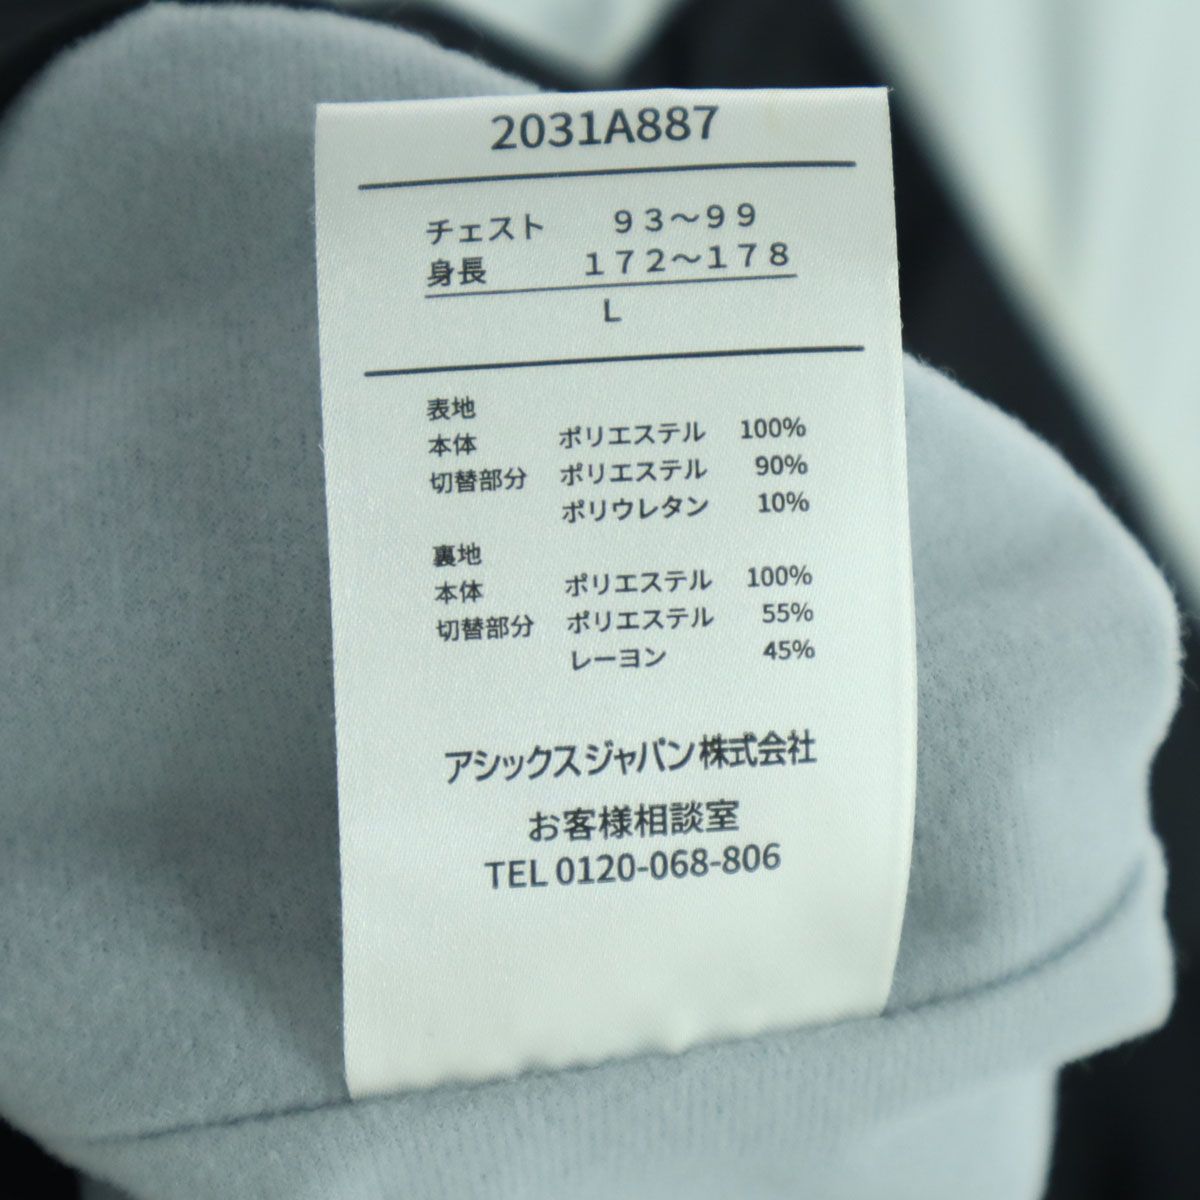 2031A887
チェスト 93～99
身長 172～178
L
表地
本体 ポリエステル 100%
切替部分 ポリエステル 90%
ポリウレタン 10%
裏地
本体 ポリエステル 100%
切替部分 ポリエステル 55%
レーヨン 45%
アシックスジャパン株式会社
お客様相談室
TEL 0120-068-806